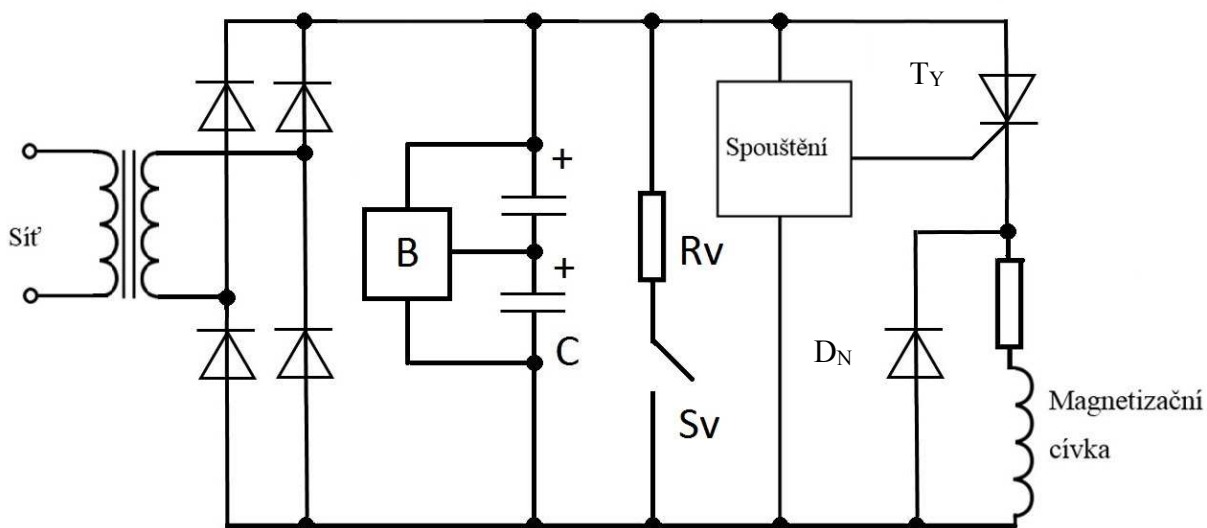 Síť
B
+
+
C
Rv
Sv
Spouštění
TY
DN
Magnetizační
cívka